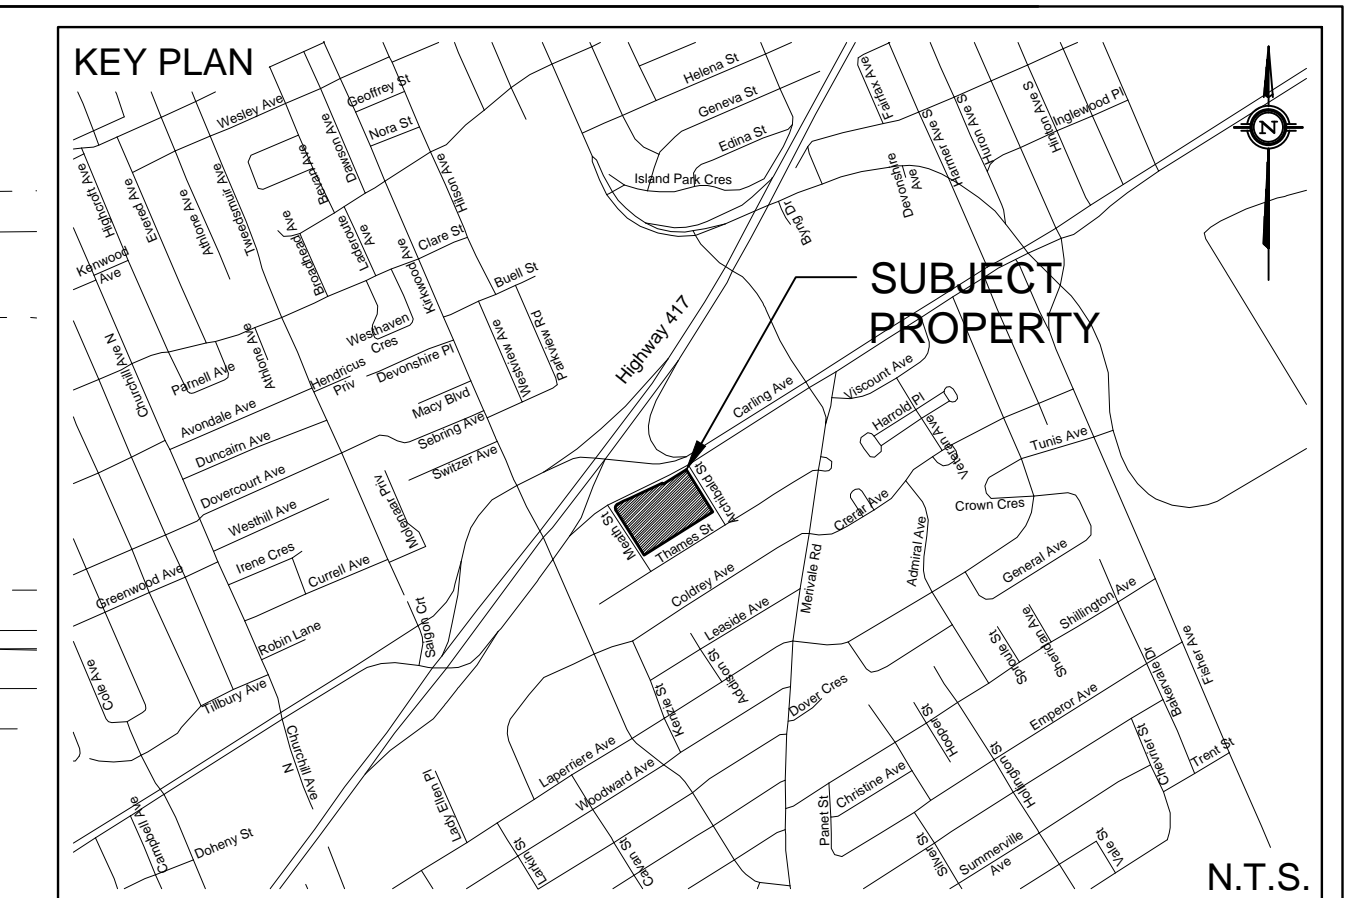 KEY PLAN
Helena St
Geneva St
Edina St
Island Park Cres
Fairfax Ave
Harmer Ave S
Huron Ave S
Hinton Ave S
Inglewood Pl
N
Devonshire
Ave
Byng Dr
Wesley Ave
Geoffrey St
Nora St
Dawson Ave
Bevan Ave
Hilson Ave
Highcroft Ave
Evered Ave
Athlone Ave
Tweedsmuir Ave
Broadhead Ave
Laderoute
Ave
Kirkwood Ave
Clare St
Buell St
Kenwood
Ave
Westhaven
Cres
Hendricus
Priv
Devonshire Pl
Macy Blvd
Sebring Ave
Switzer Ave
Westview Ave
Parkview Rd
Highway 417
SUBJECT
PROPERTY
Churchill Ave N
Parnell Ave
Athlone Ave
Avondale Ave
Duncairn Ave
Dovercourt Ave
Westhill Ave
Irene Cres
Currell Ave
Molenaar Priv
Greenwood Ave
Robin Lane
Saigon Crt
Cole Ave
Tillbury Ave
Churchill Ave
N
Campbell Ave
Doheny St
Lady Ellen Pl
Carling Ave
Viscount Ave
Harrold Pl
Veteran Ave
Tunis Ave
Archibald St
Meath St
Thames St
Crerar Ave
Crown Cres
Admiral Ave
General Ave
Merivale Rd
Coldrey Ave
Leaside Ave
Addison St
Kenzie St
Dover Cres
Laperriere Ave
Woodward Ave
Larkin St
Cavan St
Shillington Ave
Sheridan Ave
Sproule St
Emperor Ave
Bakervale Dr
Fisher Ave
Hooper St
Hollington St
Chevrier St
Trent St
Christine Ave
Panet St
Silver St
Summerville
Ave
Vale St
N.T.S.